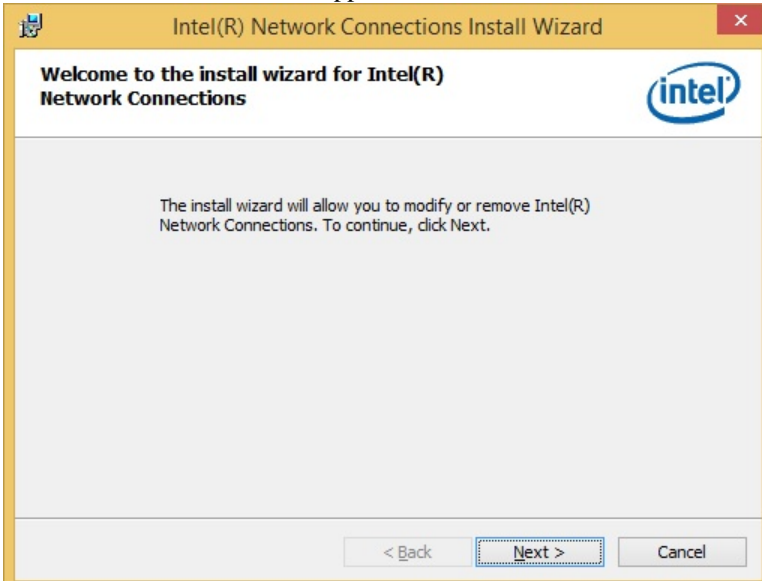 Intel(R) Network Connections Install Wizard
Welcome to the install wizard for Intel(R)
Network Connections
intel
The install wizard will allow you to modify or remove Intel(R)
Network Connections. To continue, click Next.
< Back
Next >
Cancel